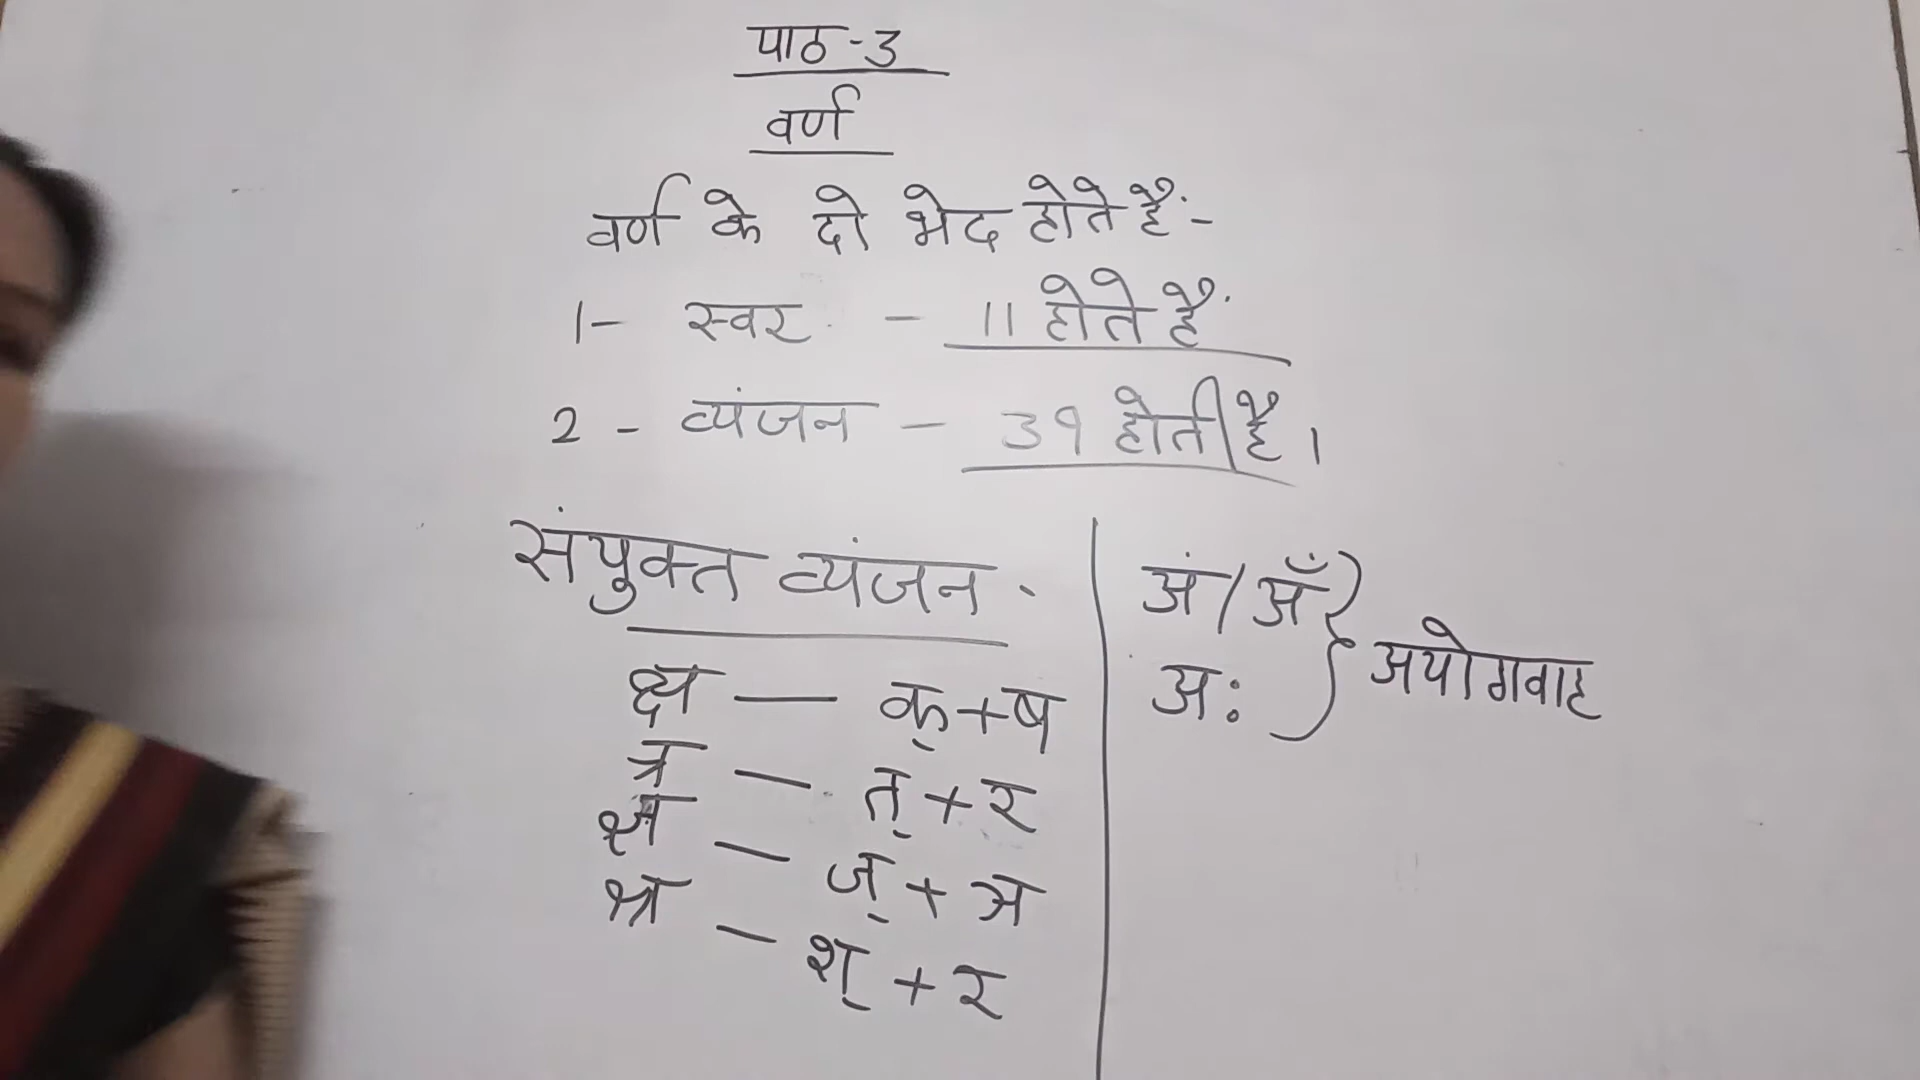 पाठ-3
वर्ण
वर्ण के दो भेद होते हैं:-
1- स्वर - 11 होते हैं
2 - व्यंजन - 39 होती है।
संयुक्त व्यंजन -
क्ष — क् + ष
त्र — त् + र
ज्ञ — ज् + ञ
श्र — श् + र
अं / अँ
अः
अयोगवाह